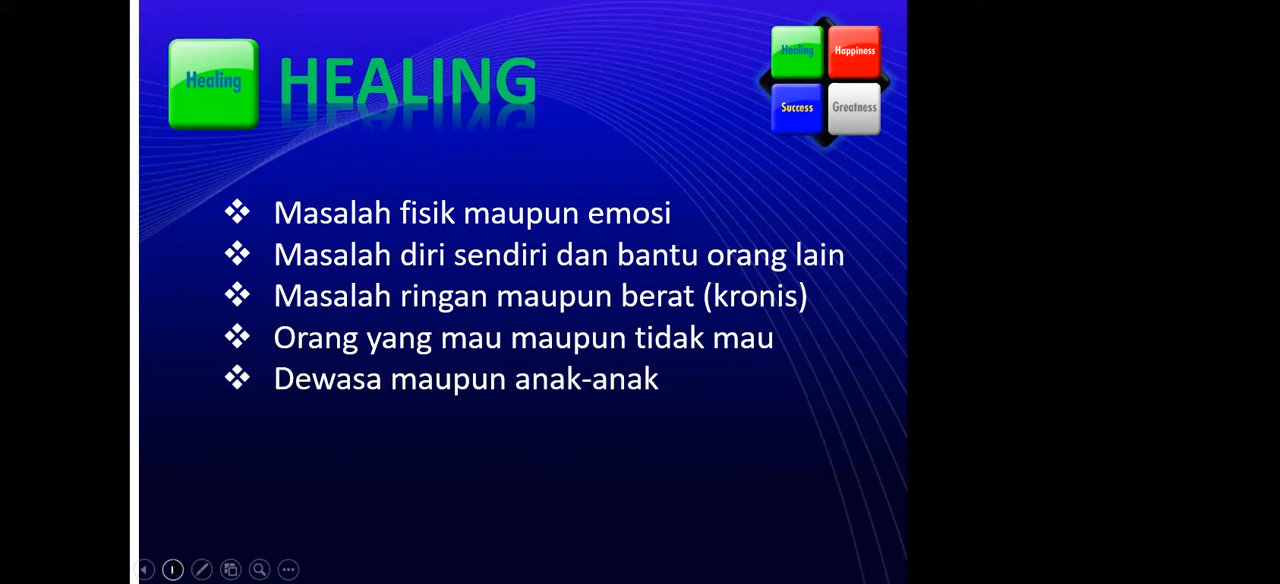 Healing
HEALING
Healing
Happiness
Success
Greatness
Masalah fisik maupun emosi
Masalah diri sendiri dan bantu orang lain
Masalah ringan maupun berat (kronis)
Orang yang mau maupun tidak mau
Dewasa maupun anak-anak